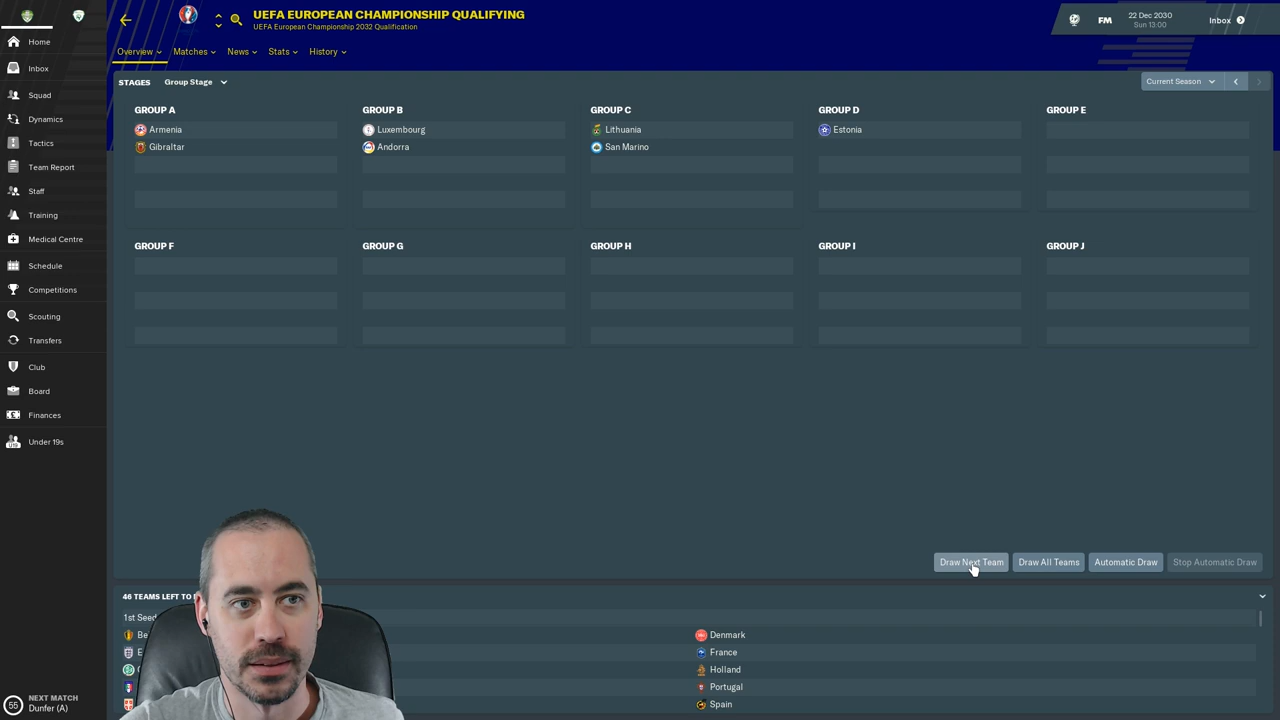 UEFA EUROPEAN CHAMPIONSHIP QUALIFYING
UEFA European Championship 2032 Qualification
FM
22 Dec 2030
Sun 13:00
Inbox
Overview
Matches
News
Stats
History
Home
Inbox
Squad
Dynamics
Tactics
Team Report
Staff
Training
Medical Centre
Schedule
Competitions
Scouting
Transfers
Club
Board
Finances
Under 19s
55
NEXT MATCH
Dunfer (A)
STAGES
Group Stage
Current Season
GROUP A
Armenia
Gibraltar
GROUP B
Luxembourg
Andorra
GROUP C
Lithuania
San Marino
GROUP D
Estonia
GROUP E
GROUP F
GROUP G
GROUP H
GROUP I
GROUP J
Draw Next Team
Draw All Teams
Automatic Draw
Stop Automatic Draw
46 TEAMS LEFT TO
1st Seed
Denmark
France
Holland
Portugal
Spain